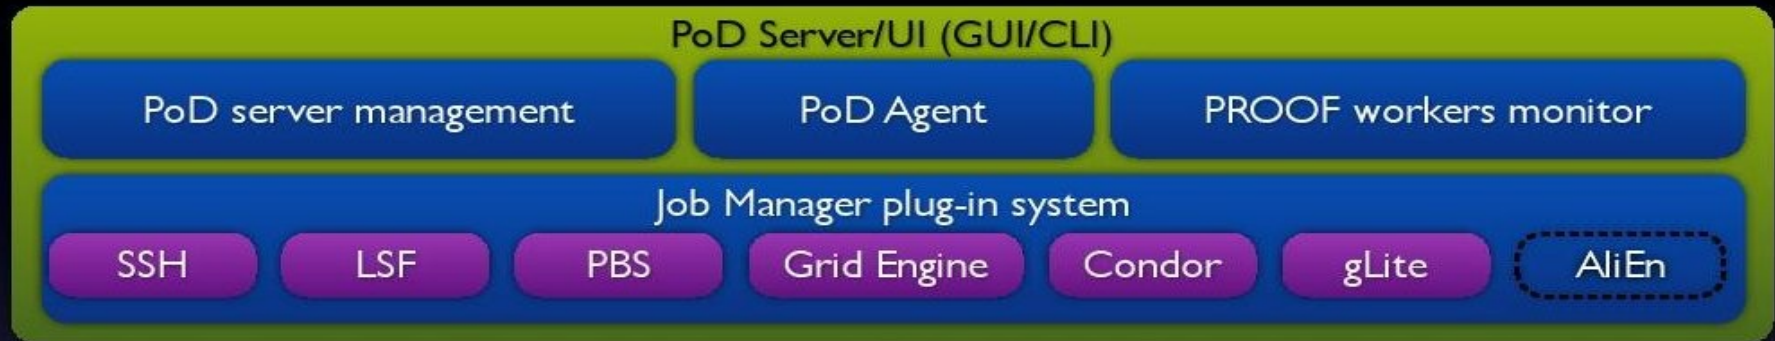 PoD Server/UI (GUI/CLI)
PoD server management
PoD Agent
PROOF workers monitor
Job Manager plug-in system
SSH
LSF
PBS
Grid Engine
Condor
gLite
AliEn